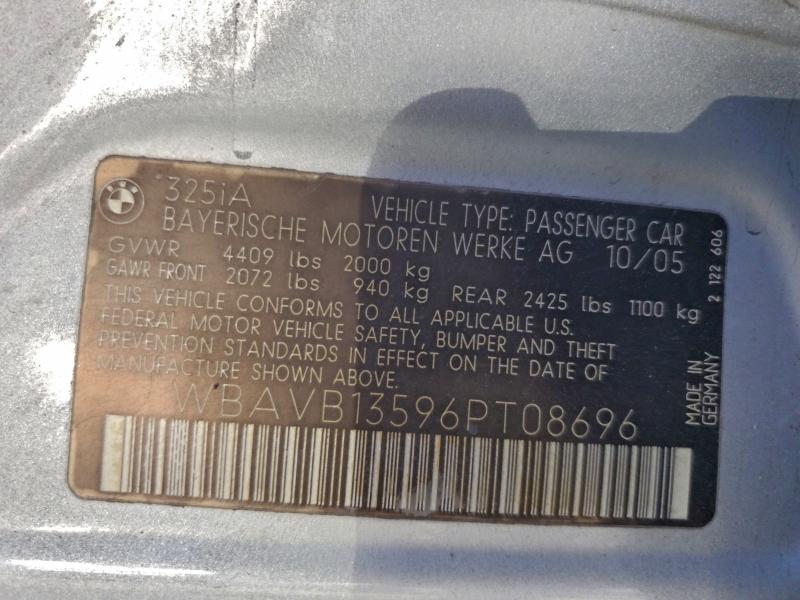 325iA
VEHICLE TYPE: PASSENGER CAR
BAYERISCHE MOTOREN WERKE AG 10/05
GVWR 4409 lbs 2000 kg
GAWR FRONT 2072 lbs 940 kg REAR 2425 lbs 1100 kg
THIS VEHICLE CONFORMS TO ALL APPLICABLE U.S.
FEDERAL MOTOR VEHICLE SAFETY, BUMPER AND THEFT
PREVENTION STANDARDS IN EFFECT ON THE DATE OF
MANUFACTURE SHOWN ABOVE.
WBAVB13596PT08696
2 122 606
MADE IN
GERMANY